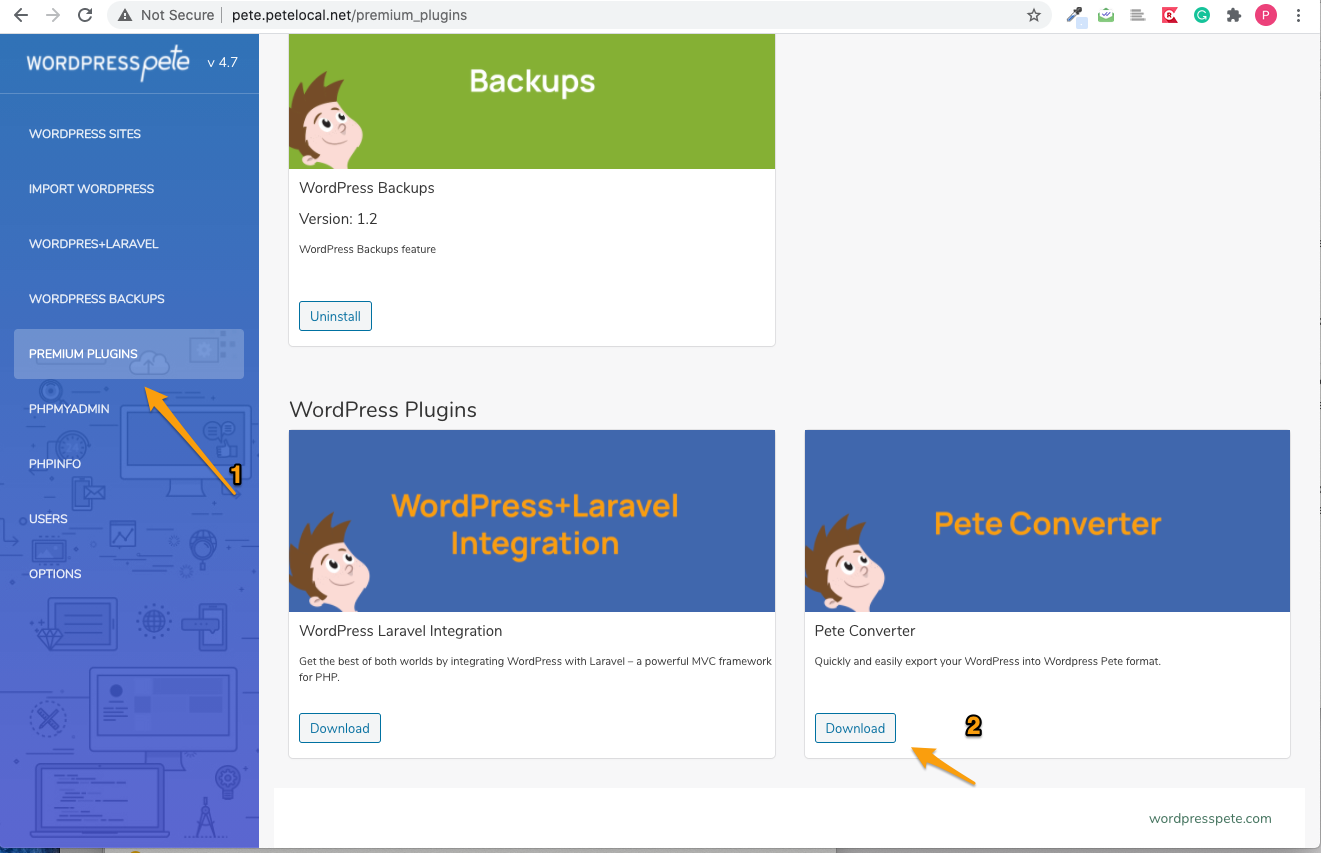 Not Secure
pete.petelocal.net/premium_plugins
P
WORDPRESS pete v 4.7
WORDPRESS SITES
IMPORT WORDPRESS
WORDPRES+LARAVEL
WORDPRESS BACKUPS
PREMIUM PLUGINS
PHPMYADMIN
1
PHPINFO
USERS
OPTIONS
Backups
WordPress Backups
Version: 1.2
WordPress Backups feature
Uninstall
WordPress Plugins
WordPress+Laravel
Integration
WordPress Laravel Integration
Get the best of both worlds by integrating WordPress with Laravel – a powerful MVC framework
for PHP.
Download
Pete Converter
Pete Converter
Quickly and easily export your WordPress into Wordpress Pete format.
Download
2
wordpresspete.com